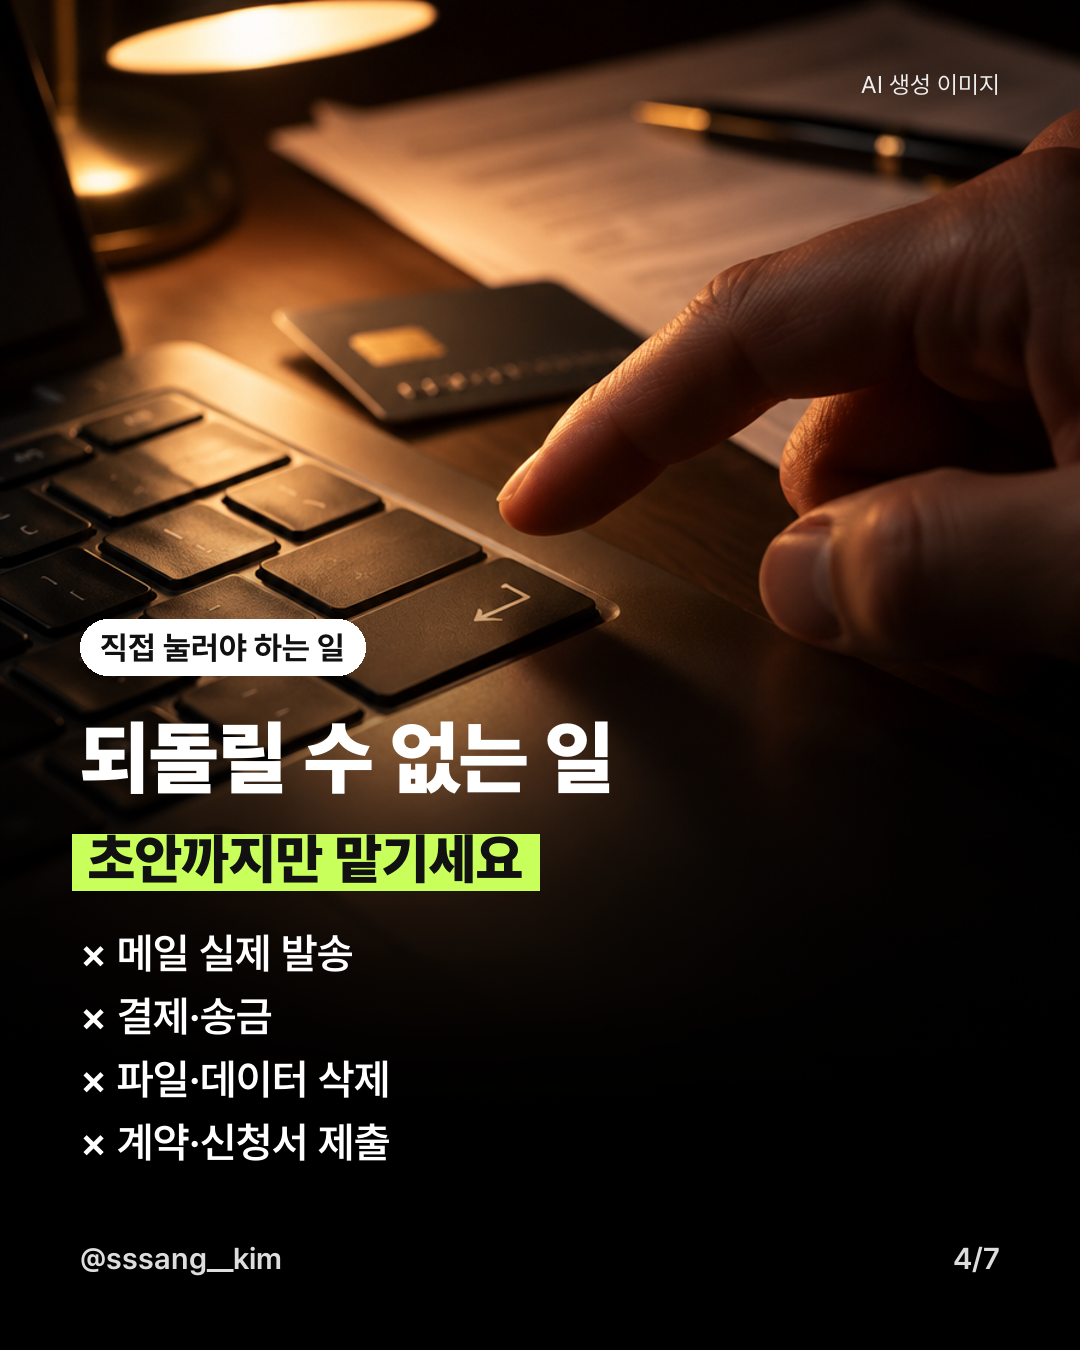 AI 생성 이미지
직접 눌러야 하는 일
되돌릴 수 없는 일
초안까지만 맡기세요
× 메일 실제 발송
× 결제·송금
× 파일·데이터 삭제
× 계약·신청서 제출
@sssang__kim
4/7